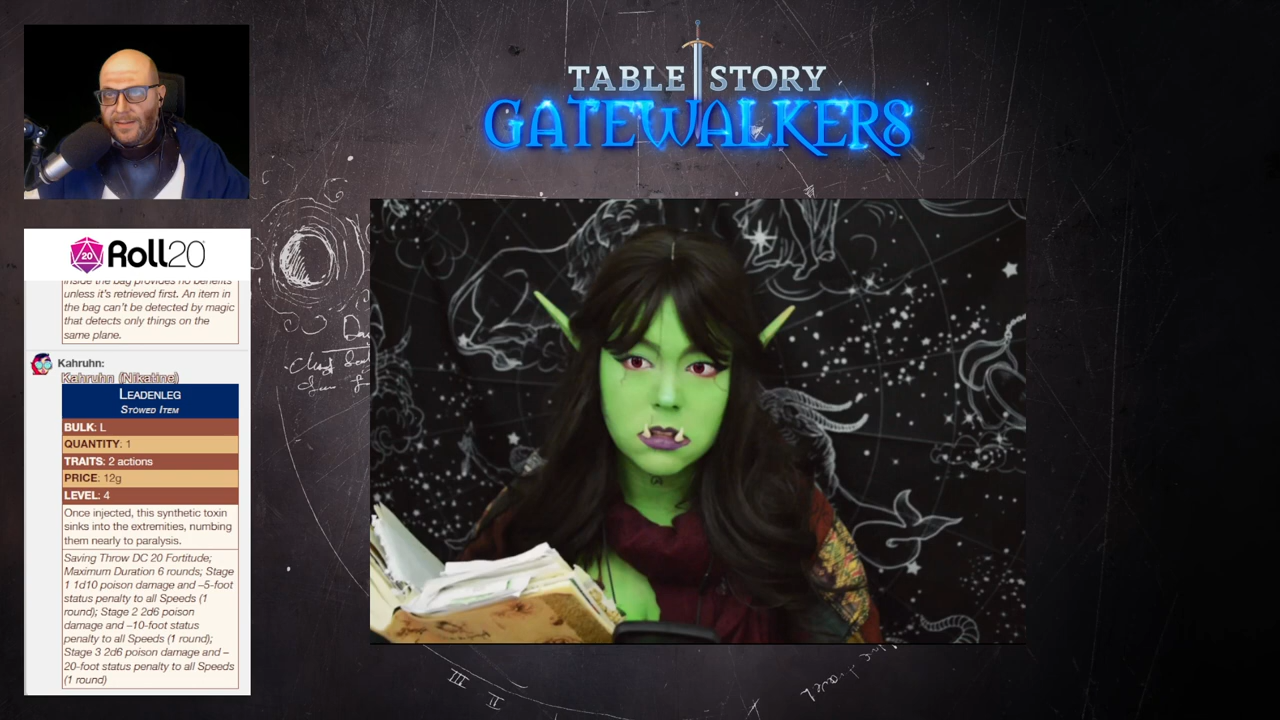 TABLE STORY
GATEWALKERS
20 Roll20
inside the bag provides no benefits
unless it's retrieved first. An item in
the bag can't be detected by magic
that detects only things on the
same plane.
Kahruhn:
Kahruhn (Nikatine)
LEADENLEG
STOWED ITEM
BULK: L
QUANTITY: 1
TRAITS: 2 actions
PRICE: 12g
LEVEL: 4
Once injected, this synthetic toxin
sinks into the extremities, numbing
them nearly to paralysis.
Saving Throw DC 20 Fortitude;
Maximum Duration 6 rounds; Stage
1 1d10 poison damage and –5-foot
status penalty to all Speeds (1
round); Stage 2 2d6 poison
damage and –10-foot status
penalty to all Speeds (1 round);
Stage 3 2d6 poison damage and –
20-foot status penalty to all Speeds
(1 round)
III
II